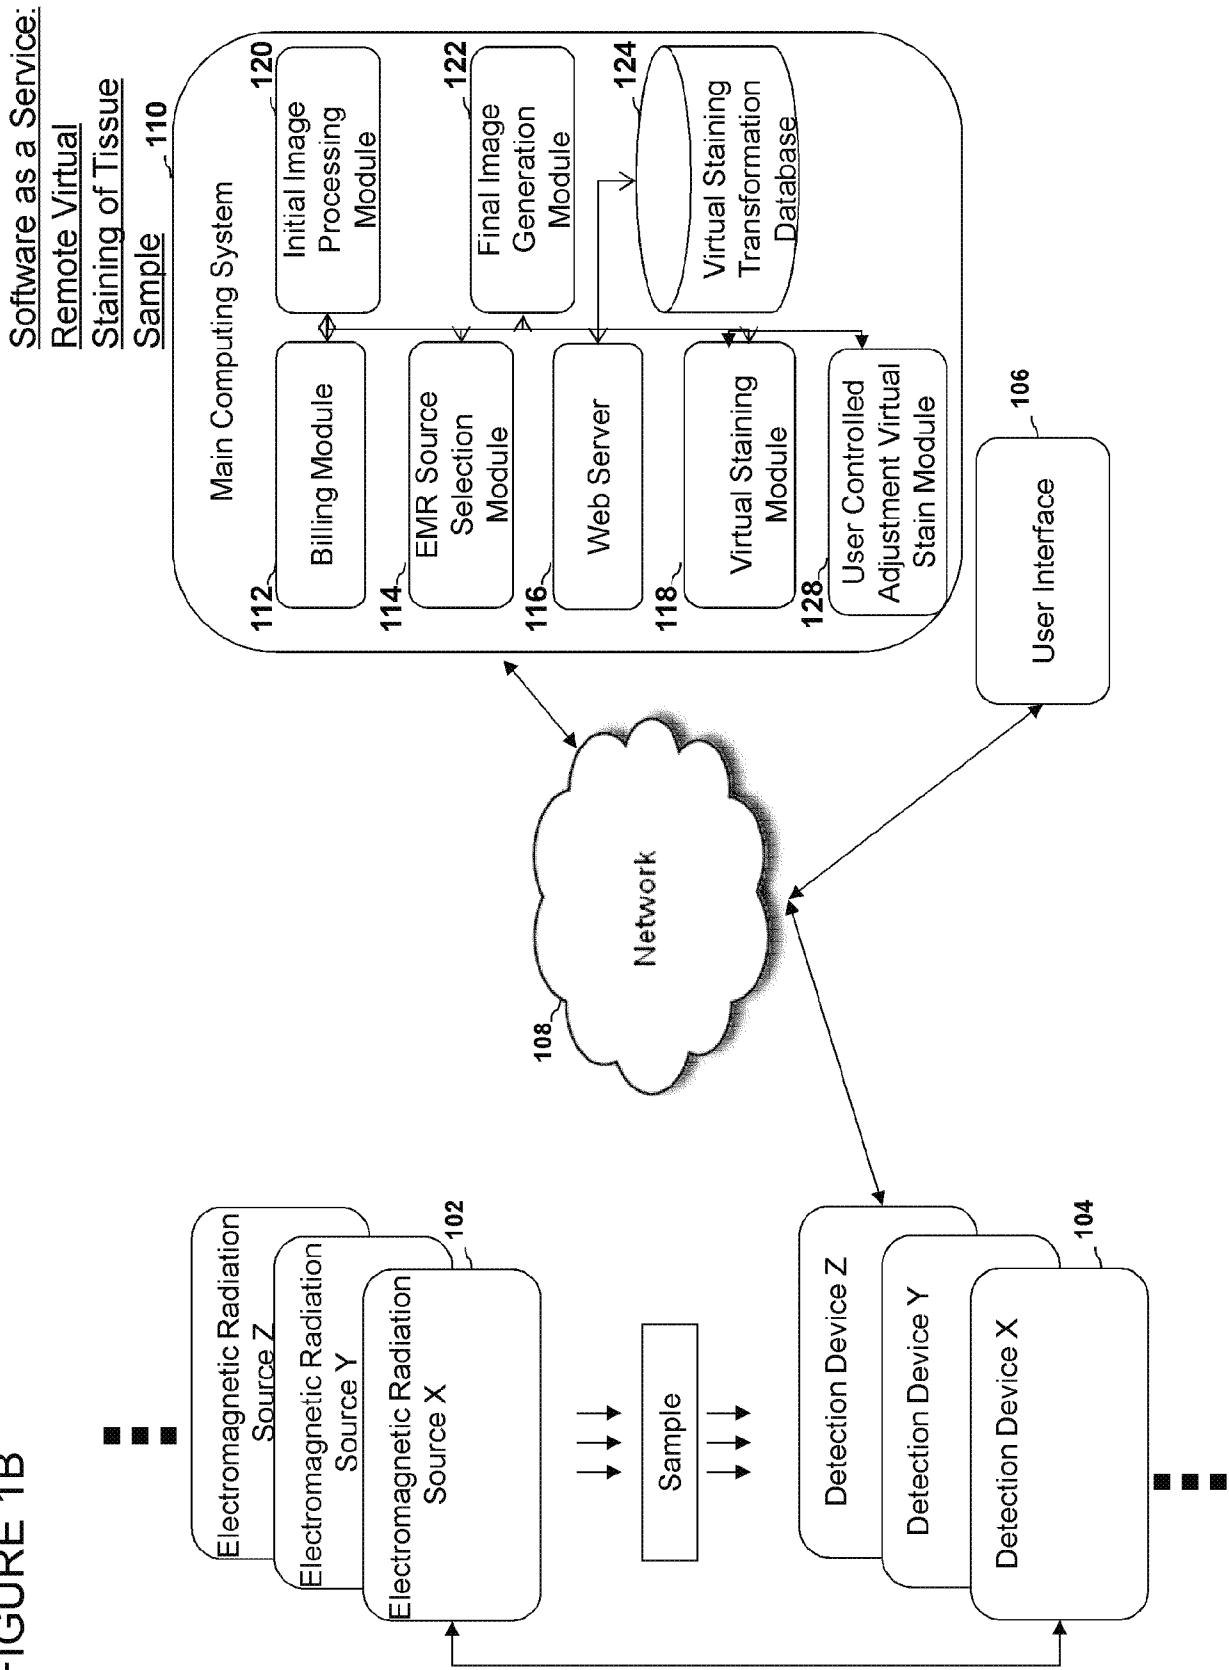 FIGURE 1B
Software as a Service:
Remote Virtual
Staining of Tissue
Sample
110
Electromagnetic Radiation
Source Z
Electromagnetic Radiation
Source Y
Electromagnetic Radiation
Source X
102
Sample
Detection Device Z
Detection Device Y
Detection Device X
104
108
Network
Main Computing System
112
Billing Module
120
Initial Image
Processing
Module
114
EMR Source
Selection
Module
122
Final Image
Generation
Module
116
Web Server
124
Virtual Staining
Transformation
Database
118
Virtual Staining
Module
128
User Controlled
Adjustment Virtual
Stain Module
106
User Interface